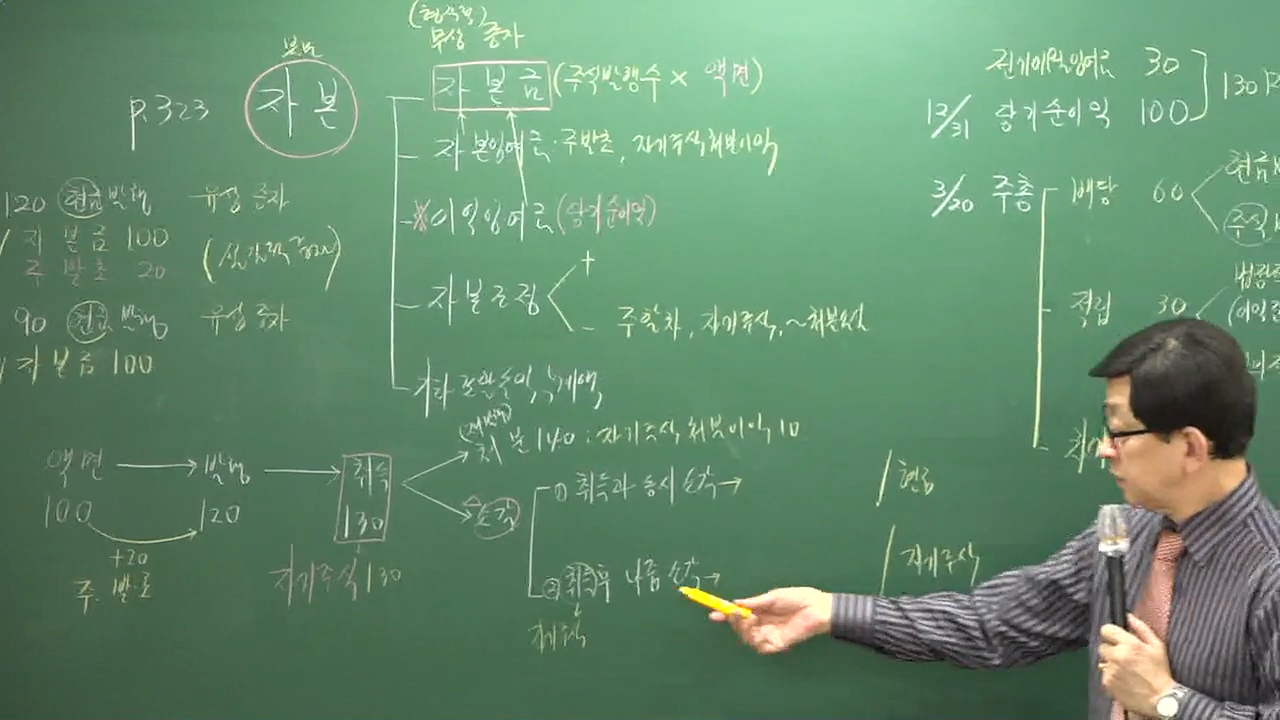 (형식적)
무상 증자
자본금 (주식발행수 × 액면)
p.323
자본
자본잉여금 · 주발초, 자기주식처분이익
※이익잉여금 (당기순이익)
자본조정
+
- 주할차, 자기주식, ~처분손실
기타포괄손익누계액
120 현금 발행 유상증자
/ 자본금 100
주발초 20
90 현금 발행 유상증자
/ 자본금 100
액면 → 발행 → 취득
100 120 130
+20
주·발·초
자기주식 130
(재발행)
처분 140 : 자기주식처분이익 10
소각
① 취득과 동시 소각→
② 취득후 나중 소각→
자기주식
/ 현금
/ 자기주식
전기이월잉여금 30
12/31 당기순이익 100
130
3/20 주총
배당 60
현금
주식
적립 30